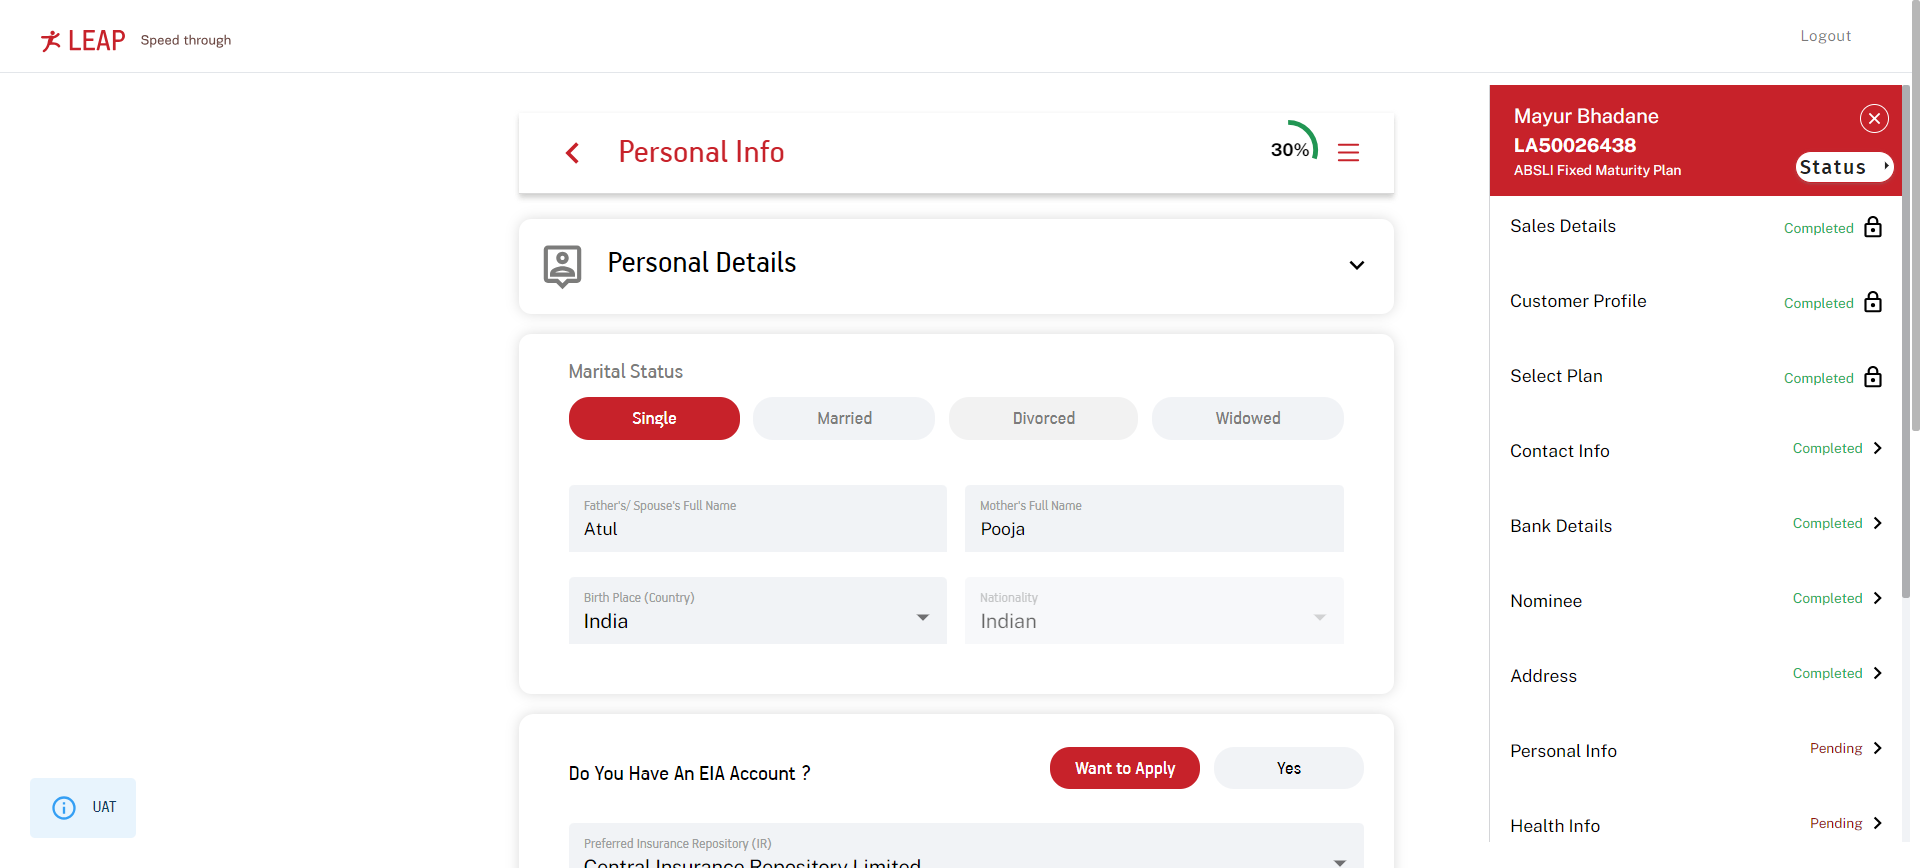 LEAP Speed through
Logout
Personal Info
30%
Personal Details
Marital Status
Single Married Divorced Widowed
Father's/ Spouse's Full Name
Atul
Mother's Full Name
Pooja
Birth Place (Country)
India
Nationality
Indian
Do You Have An EIA Account ?
Want to Apply Yes
Preferred Insurance Repository (IR)
Central Insurance Repository Limited
UAT
Mayur Bhadane
LA50026438
ABSLI Fixed Maturity Plan
Status
Sales Details Completed
Customer Profile Completed
Select Plan Completed
Contact Info Completed
Bank Details Completed
Nominee Completed
Address Completed
Personal Info Pending
Health Info Pending